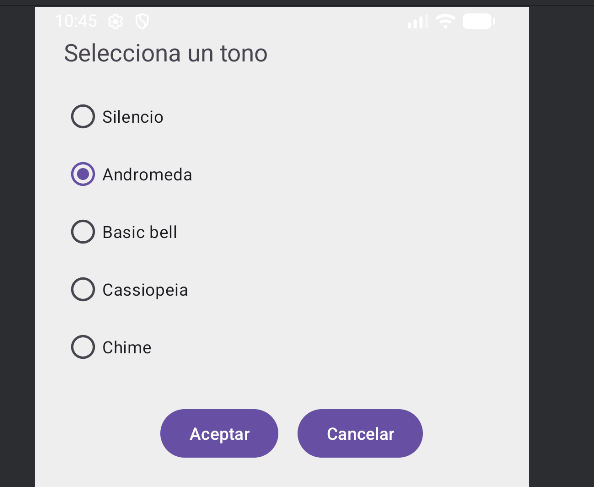 10:45
Selecciona un tono
Silencio
Andromeda
Basic bell
Cassiopeia
Chime
Aceptar Cancelar